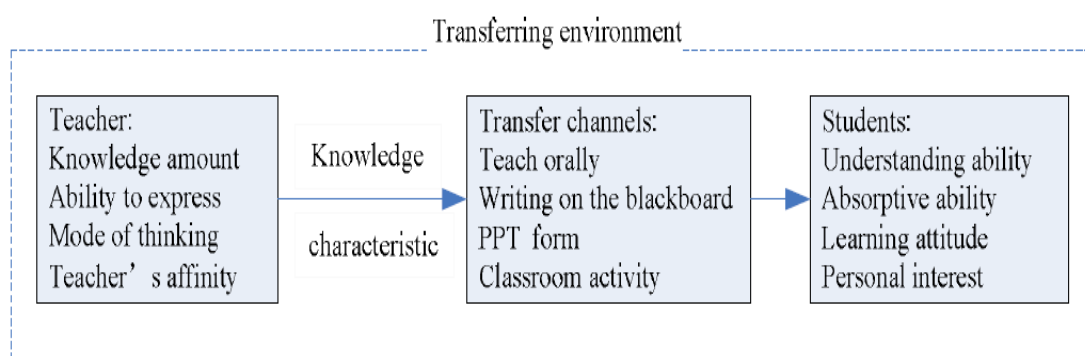 Transferring environment
Teacher:
Knowledge amount
Ability to express
Mode of thinking
Teacher’s affinity
Knowledge
characteristic
Transfer channels:
Teach orally
Writing on the blackboard
PPT form
Classroom activity
Students:
Understanding ability
Absorptive ability
Learning attitude
Personal interest